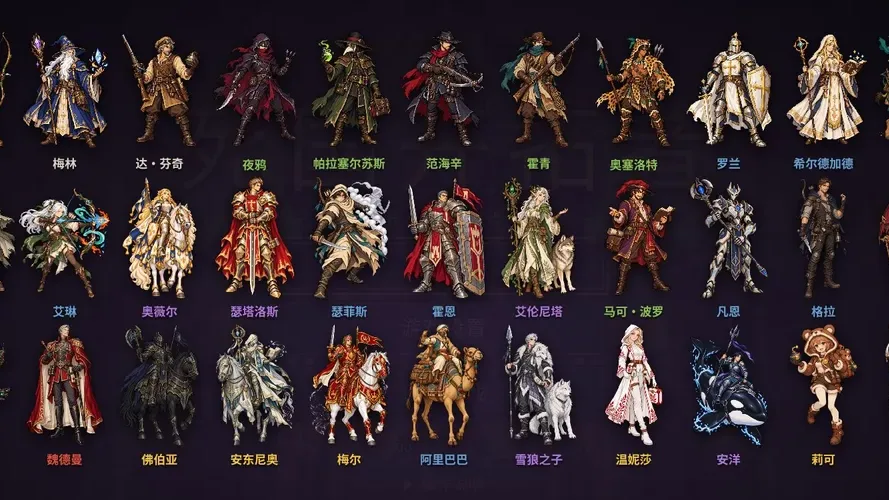 梅林 达·芬奇 夜鸦 帕拉塞尔苏斯 范海辛 霍青 奥塞洛特 罗兰 希尔德加德
艾琳 奥薇尔 瑟塔洛斯 瑟菲斯 霍恩 艾伦尼塔 马可·波罗 凡恩 格拉
魏德曼 佛伯亚 安东尼奥 梅尔 阿里巴巴 雪狼之子 温妮莎 安洋 莉可